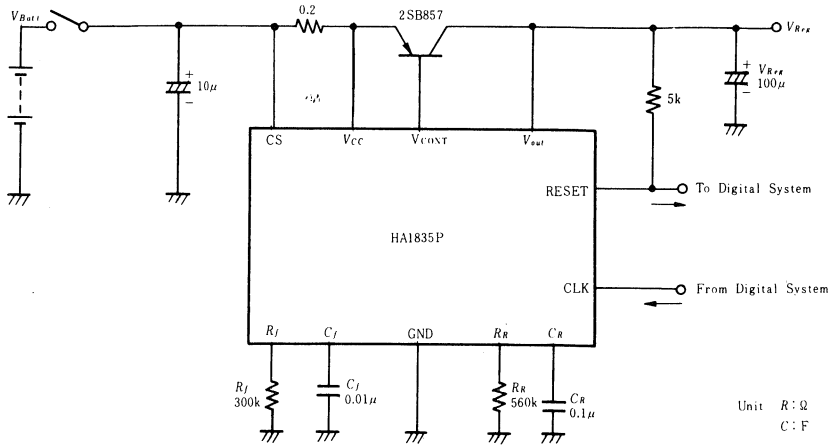 V_Batt
0.2
2SB857
V_Reg
+
10μ
−
+
V_Reg
100μ
−
5k
CS
V_CC
V_CONT
V_out
RESET
To Digital System
HA1835P
CLK
From Digital System
R_f
C_f
GND
R_R
C_R
R_f
300k
C_f
0.01μ
R_R
560k
C_R
0.1μ
Unit R:Ω
C:F